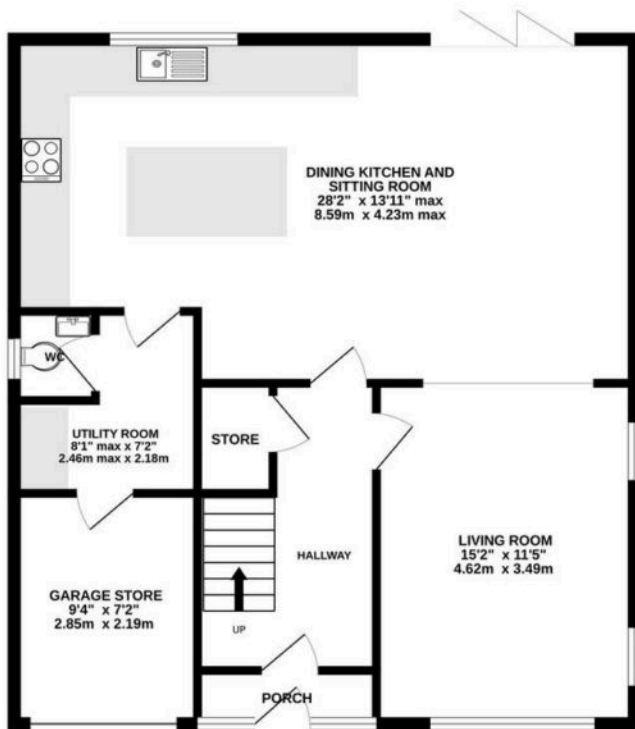 DINING KITCHEN AND
SITTING ROOM
28'2" x 13'11" max
8.59m x 4.23m max
WC
UTILITY ROOM
8'1" max x 7'2"
2.46m max x 2.18m
STORE
HALLWAY
LIVING ROOM
15'2" x 11'5"
4.62m x 3.49m
GARAGE STORE
9'4" x 7'2"
2.85m x 2.19m
UP
PORCH